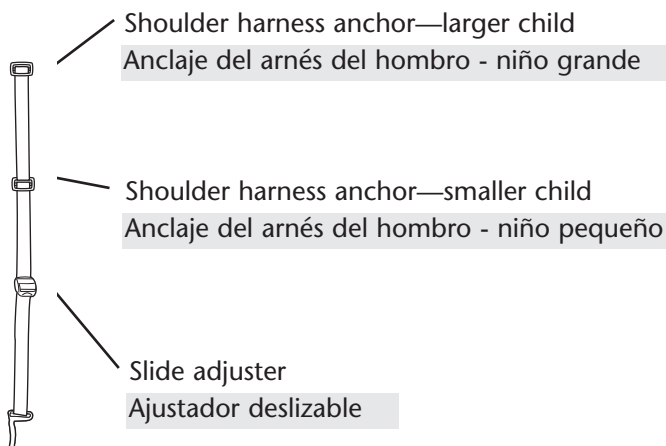 Shoulder harness anchor—larger child
Anclaje del arnés del hombro - niño grande
Shoulder harness anchor—smaller child
Anclaje del arnés del hombro - niño pequeño
Slide adjuster
Ajustador deslizable